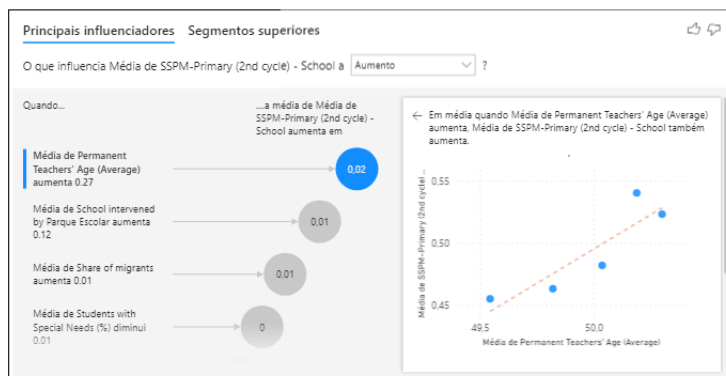 Principais influenciadores Segmentos superiores
O que influencia Média de SSPM-Primary (2nd cycle) - School a Aumento ?
Quando...
....a média de Média de
SSPM-Primary (2nd cycle) -
School aumenta em
Média de Permanent
Teachers' Age (Average)
aumenta 0.27
0,02
Média de School intervened
by Parque Escolar aumenta
0.12
0,01
Média de Share of migrants
aumenta 0.01
0,01
Média de Students with
Special Needs (%) diminui
0.01
0
← Em média quando Média de Permanent Teachers' Age (Average)
aumenta, Média de SSPM-Primary (2nd cycle) - School também
aumenta.
Média de SSPM-Primary (2nd cycle) ...
0,55
0,50
0,45
49,5 50,0
Média de Permanent Teachers' Age (Average)